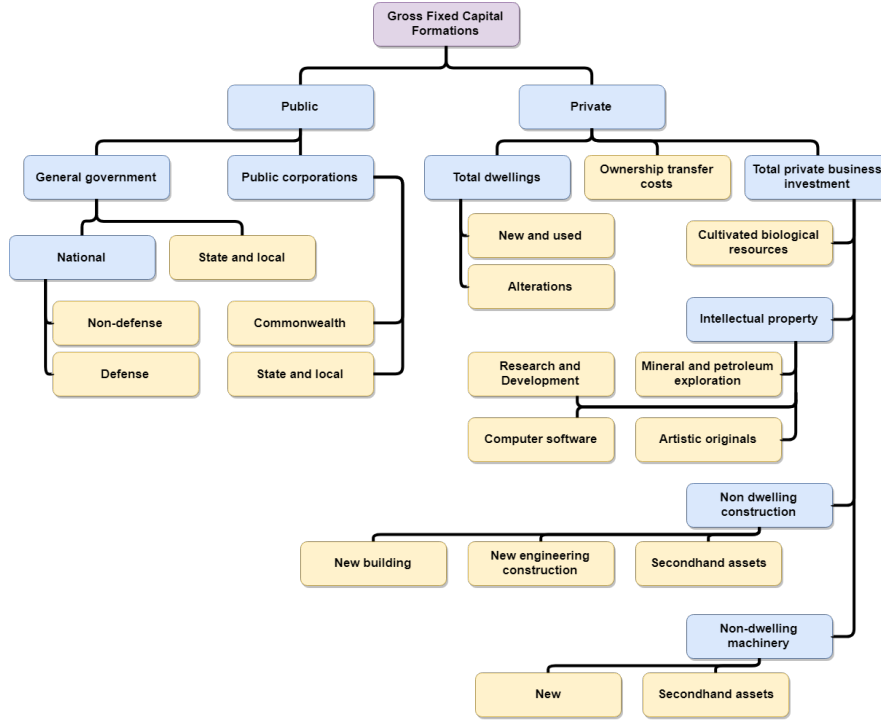 Gross Fixed Capital
Formations
Public
Private
General government
Public corporations
Total dwellings
Ownership transfer
costs
Total private business
investment
National
State and local
New and used
Cultivated biological
resources
Alterations
Non-defense
Commonwealth
Intellectual property
Defense
State and local
Research and
Development
Mineral and petroleum
exploration
Computer software
Artistic originals
Non dwelling
construction
New building
New engineering
construction
Secondhand assets
Non-dwelling
machinery
New
Secondhand assets